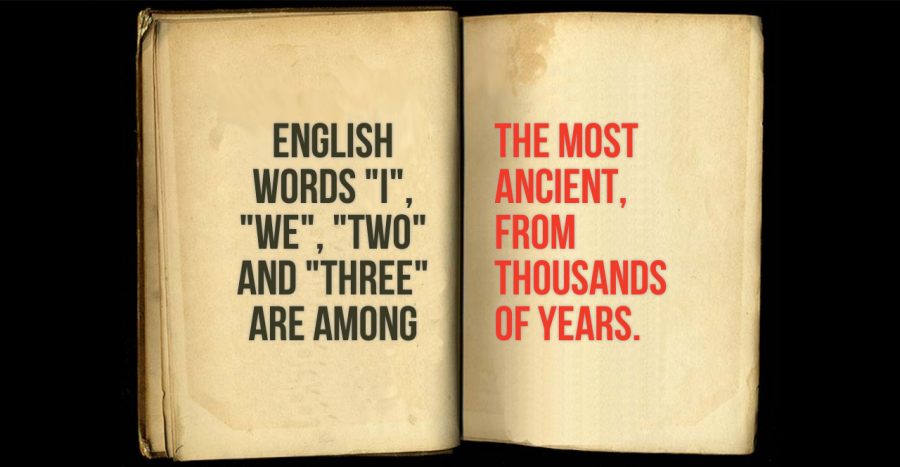 ENGLISH
WORDS "I",
"WE", "TWO"
AND "THREE"
ARE AMONG
THE MOST
ANCIENT,
FROM
THOUSANDS
OF YEARS.